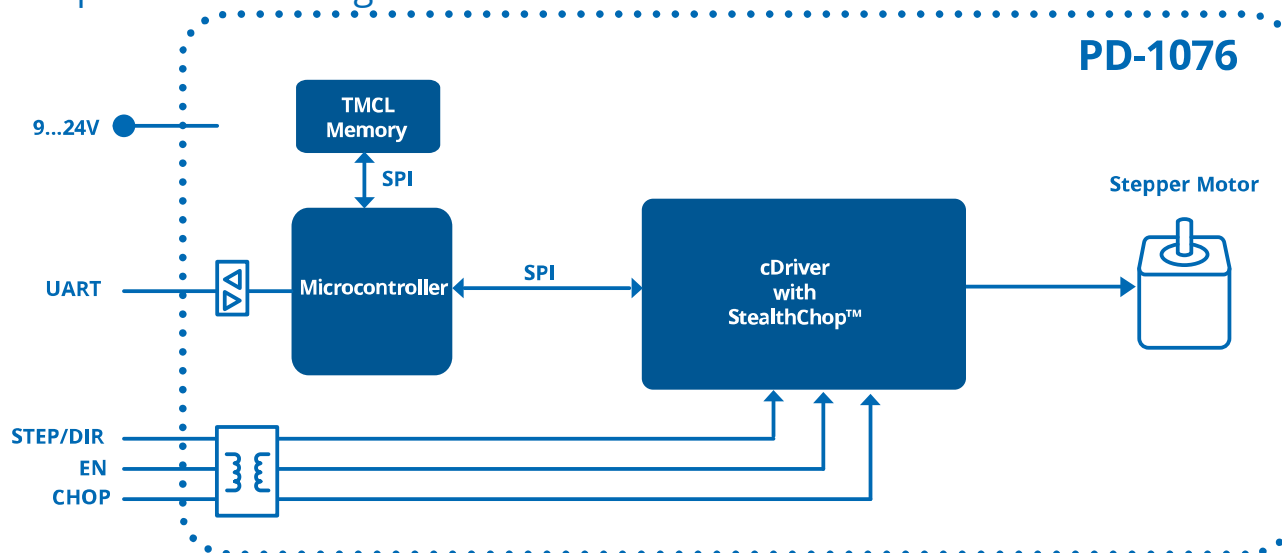 PD-1076
TMCL
Memory
9...24V
SPI
Stepper Motor
UART
Microcontroller
SPI
cDriver
with
StealthChop™
STEP/DIR
EN
CHOP